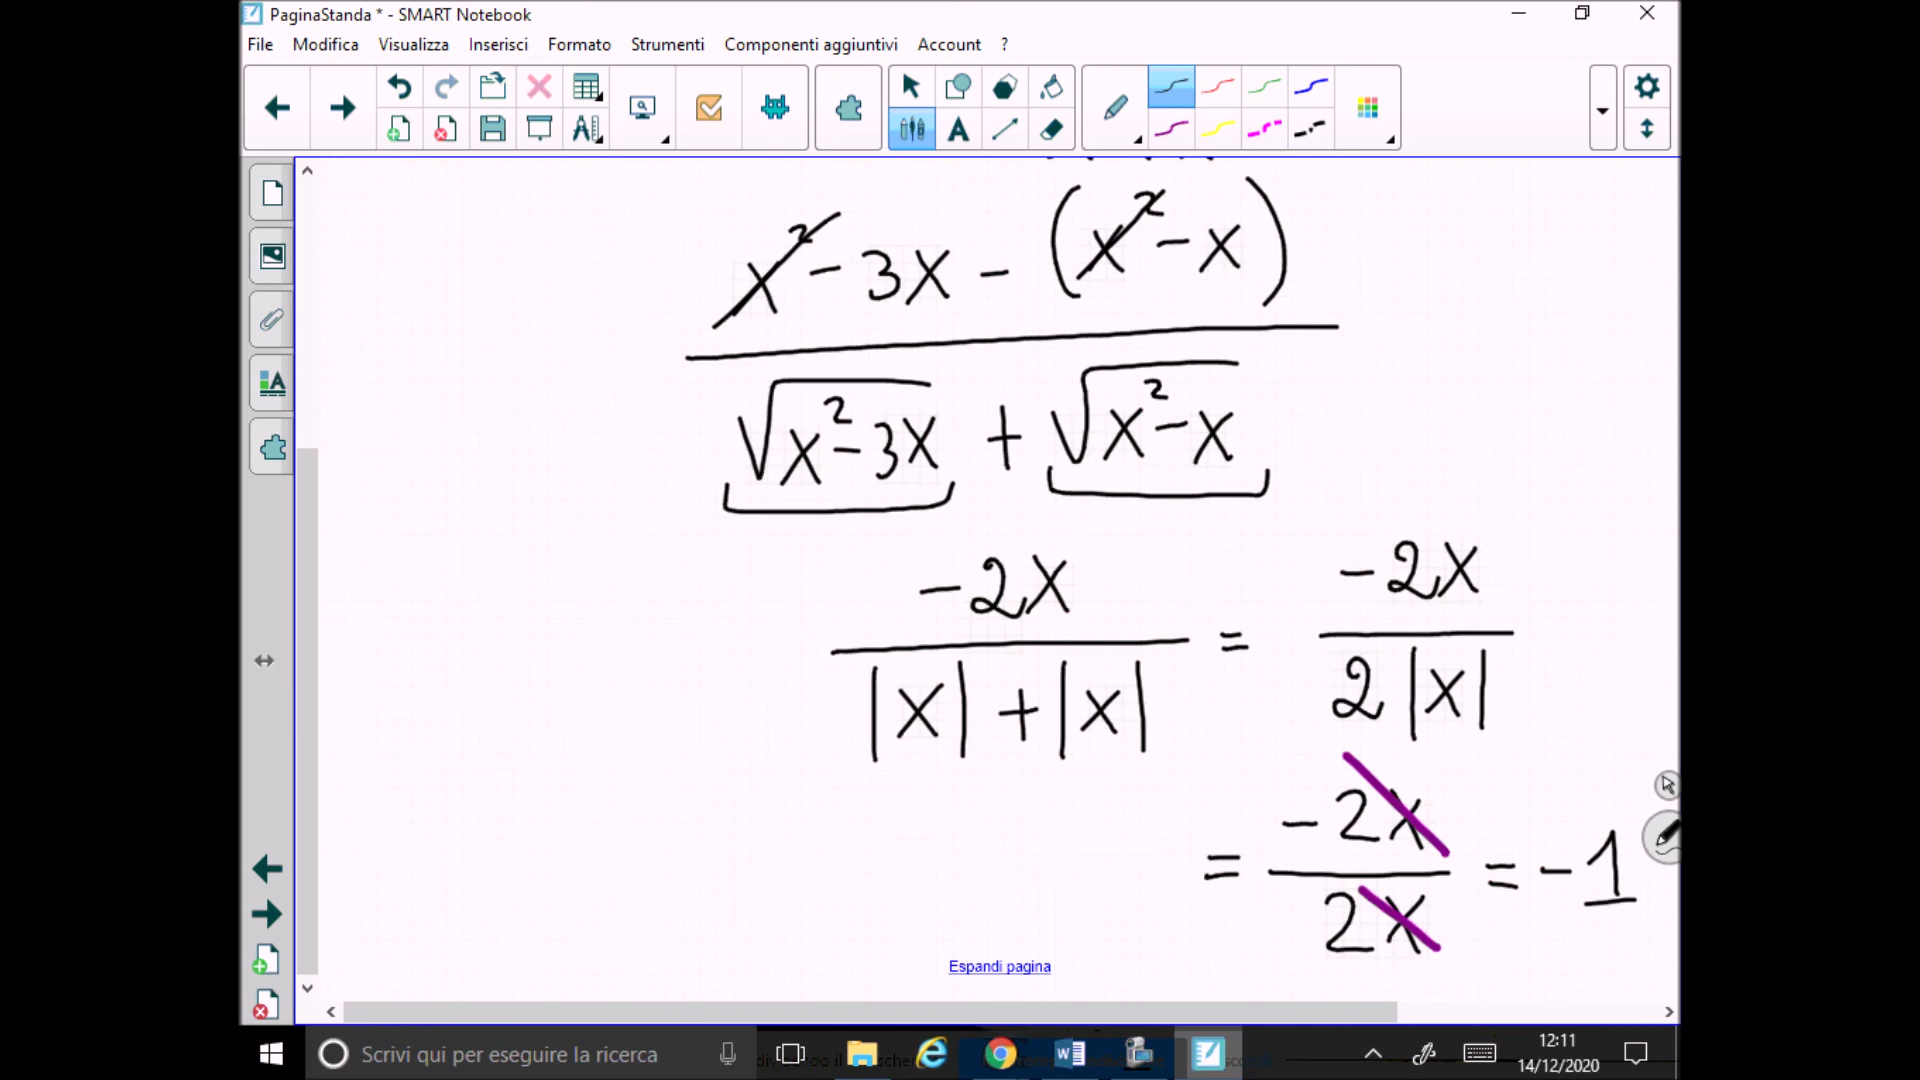 PaginaStanda * - SMART Notebook
File Modifica Visualizza Inserisci Formato Strumenti Componenti aggiuntivi Account ?
x² - 3x - (x² - x)
√x² - 3x + √x² - x
-2x
|x| + |x|
=
-2x
2|x|
=
-2x
2x
= -1
Espandi pagina
Scrivi qui per eseguire la ricerca
12:11
14/12/2020